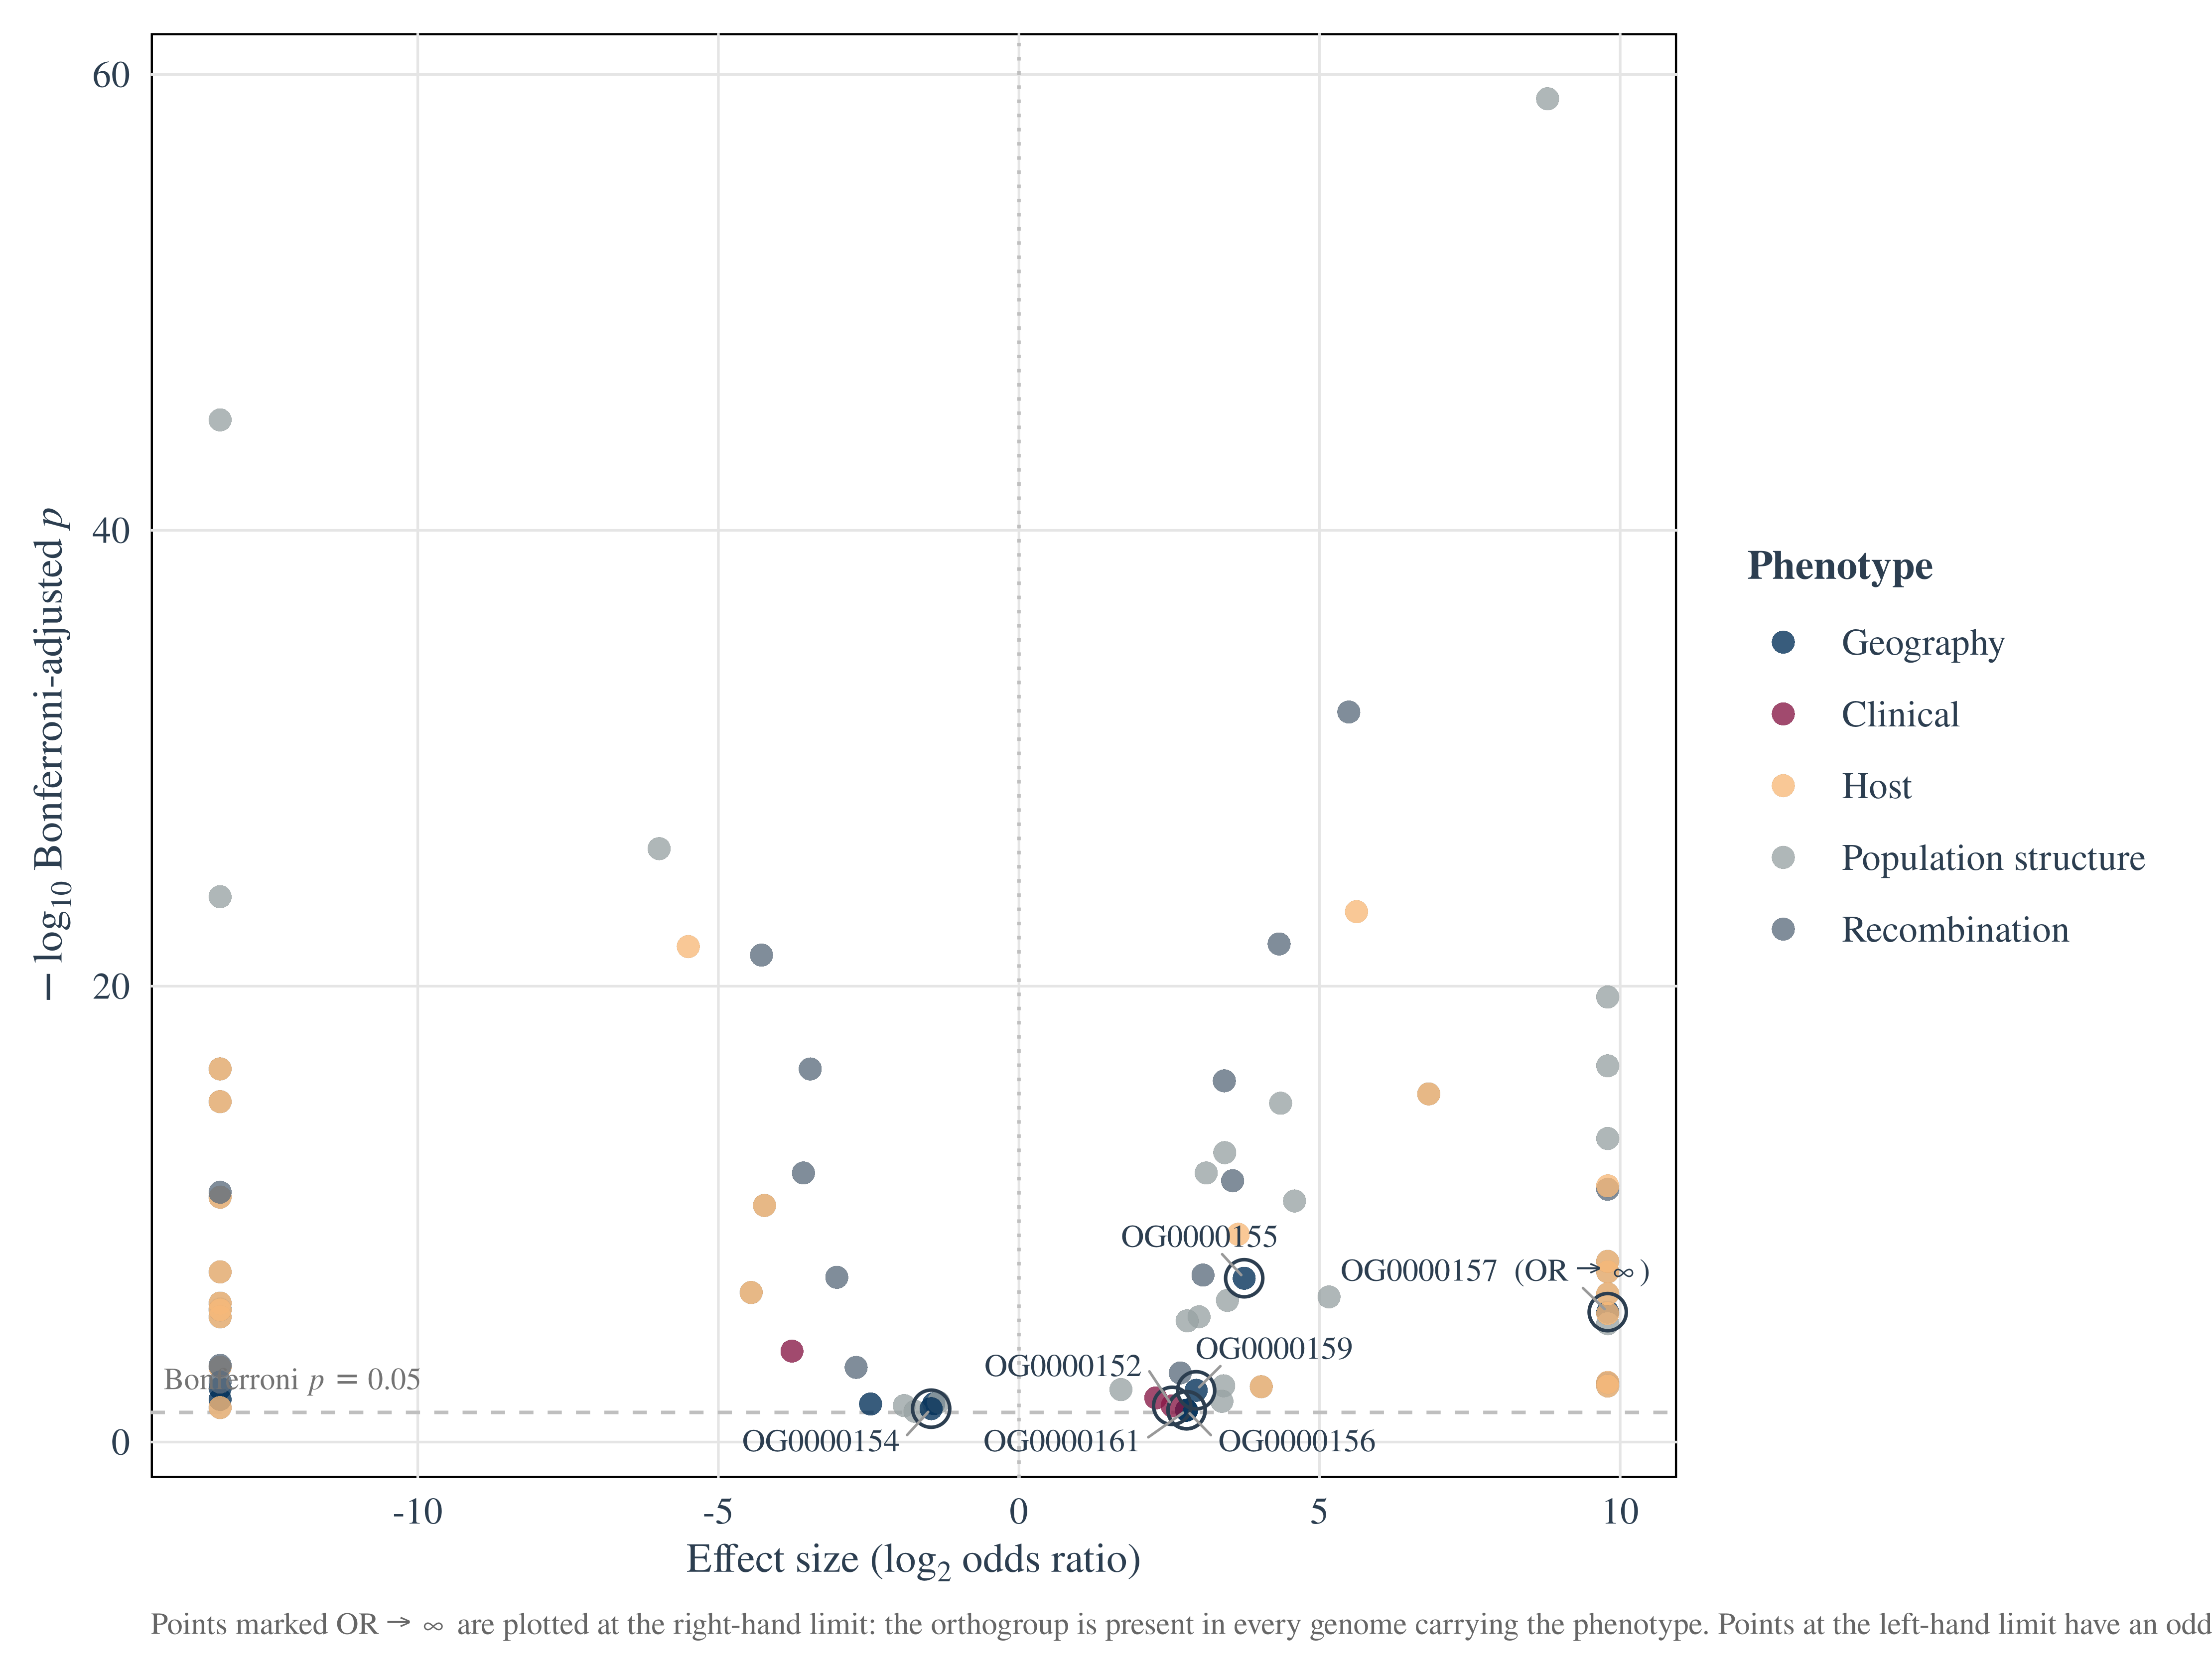 60
40
20
0
− log10 Bonferroni-adjusted p
OG0000155
OG0000157 (OR → ∞)
OG0000159
OG0000152
Bonferroni p = 0.05
OG0000154
OG0000161
OG0000156
-10
-5
0
5
10
Effect size (log2 odds ratio)
Phenotype
Geography
Clinical
Host
Population structure
Recombination
Points marked OR → ∞ are plotted at the right-hand limit: the orthogroup is present in every genome carrying the phenotype. Points at the left-hand limit have an odd